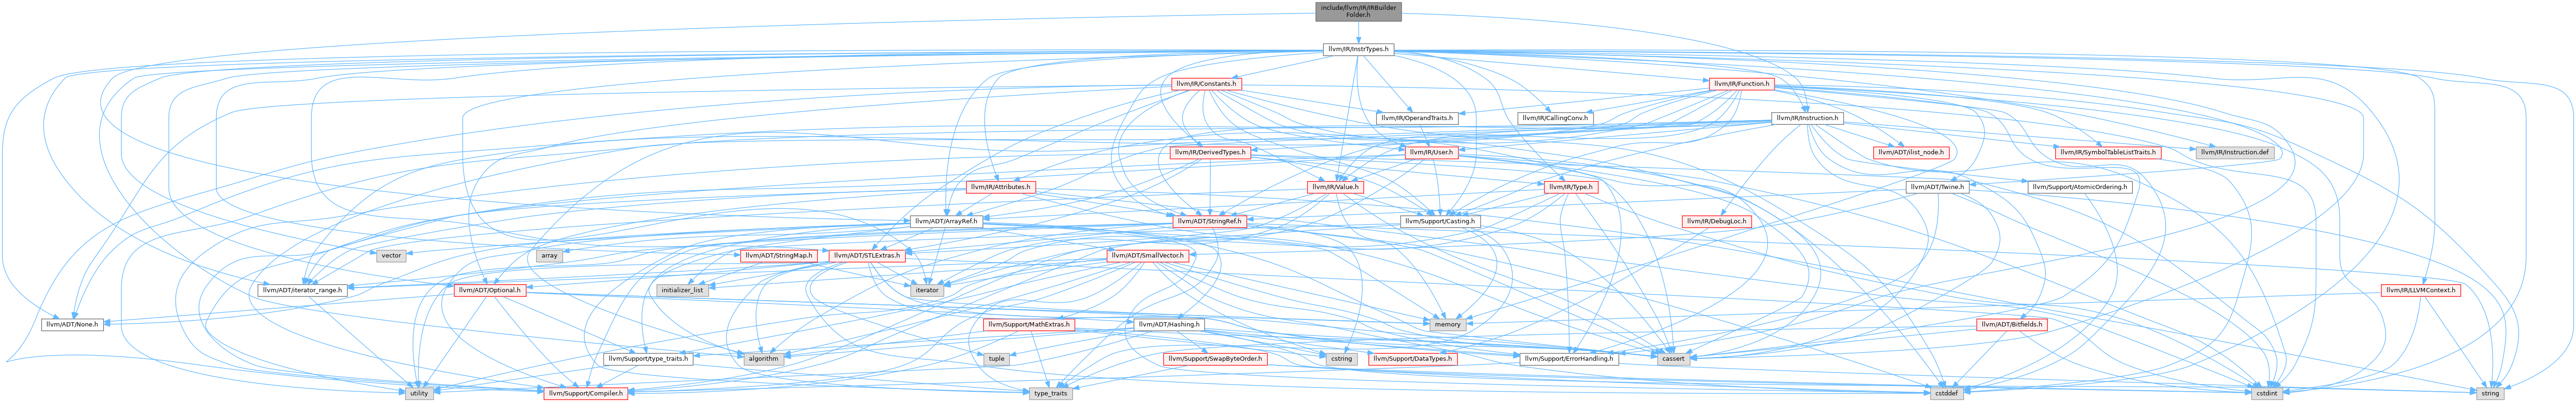 include/llvm/IR/IRBuilder
Folder.h
llvm/IR/InstrTypes.h
llvm/IR/Constants.h
llvm/IR/Function.h
llvm/IR/OperandTraits.h
llvm/IR/CallingConv.h
llvm/IR/Instruction.h
llvm/IR/DerivedTypes.h
llvm/IR/User.h
llvm/ADT/ilist_node.h
llvm/IR/SymbolTableListTraits.h
llvm/IR/Instruction.def
llvm/IR/Attributes.h
llvm/IR/Value.h
llvm/IR/Type.h
llvm/ADT/Twine.h
llvm/Support/AtomicOrdering.h
llvm/ADT/ArrayRef.h
llvm/ADT/StringRef.h
llvm/Support/Casting.h
llvm/IR/DebugLoc.h
vector
array
llvm/ADT/StringMap.h
llvm/ADT/STLExtras.h
llvm/ADT/SmallVector.h
llvm/ADT/iterator_range.h
llvm/ADT/Optional.h
initializer_list
iterator
llvm/IR/LLVMContext.h
llvm/ADT/None.h
llvm/Support/MathExtras.h
llvm/ADT/Hashing.h
memory
llvm/ADT/Bitfields.h
algorithm
llvm/Support/type_traits.h
tuple
llvm/Support/SwapByteOrder.h
cstring
llvm/Support/DataTypes.h
llvm/Support/ErrorHandling.h
cassert
utility
llvm/Support/Compiler.h
type_traits
cstddef
cstdint
string